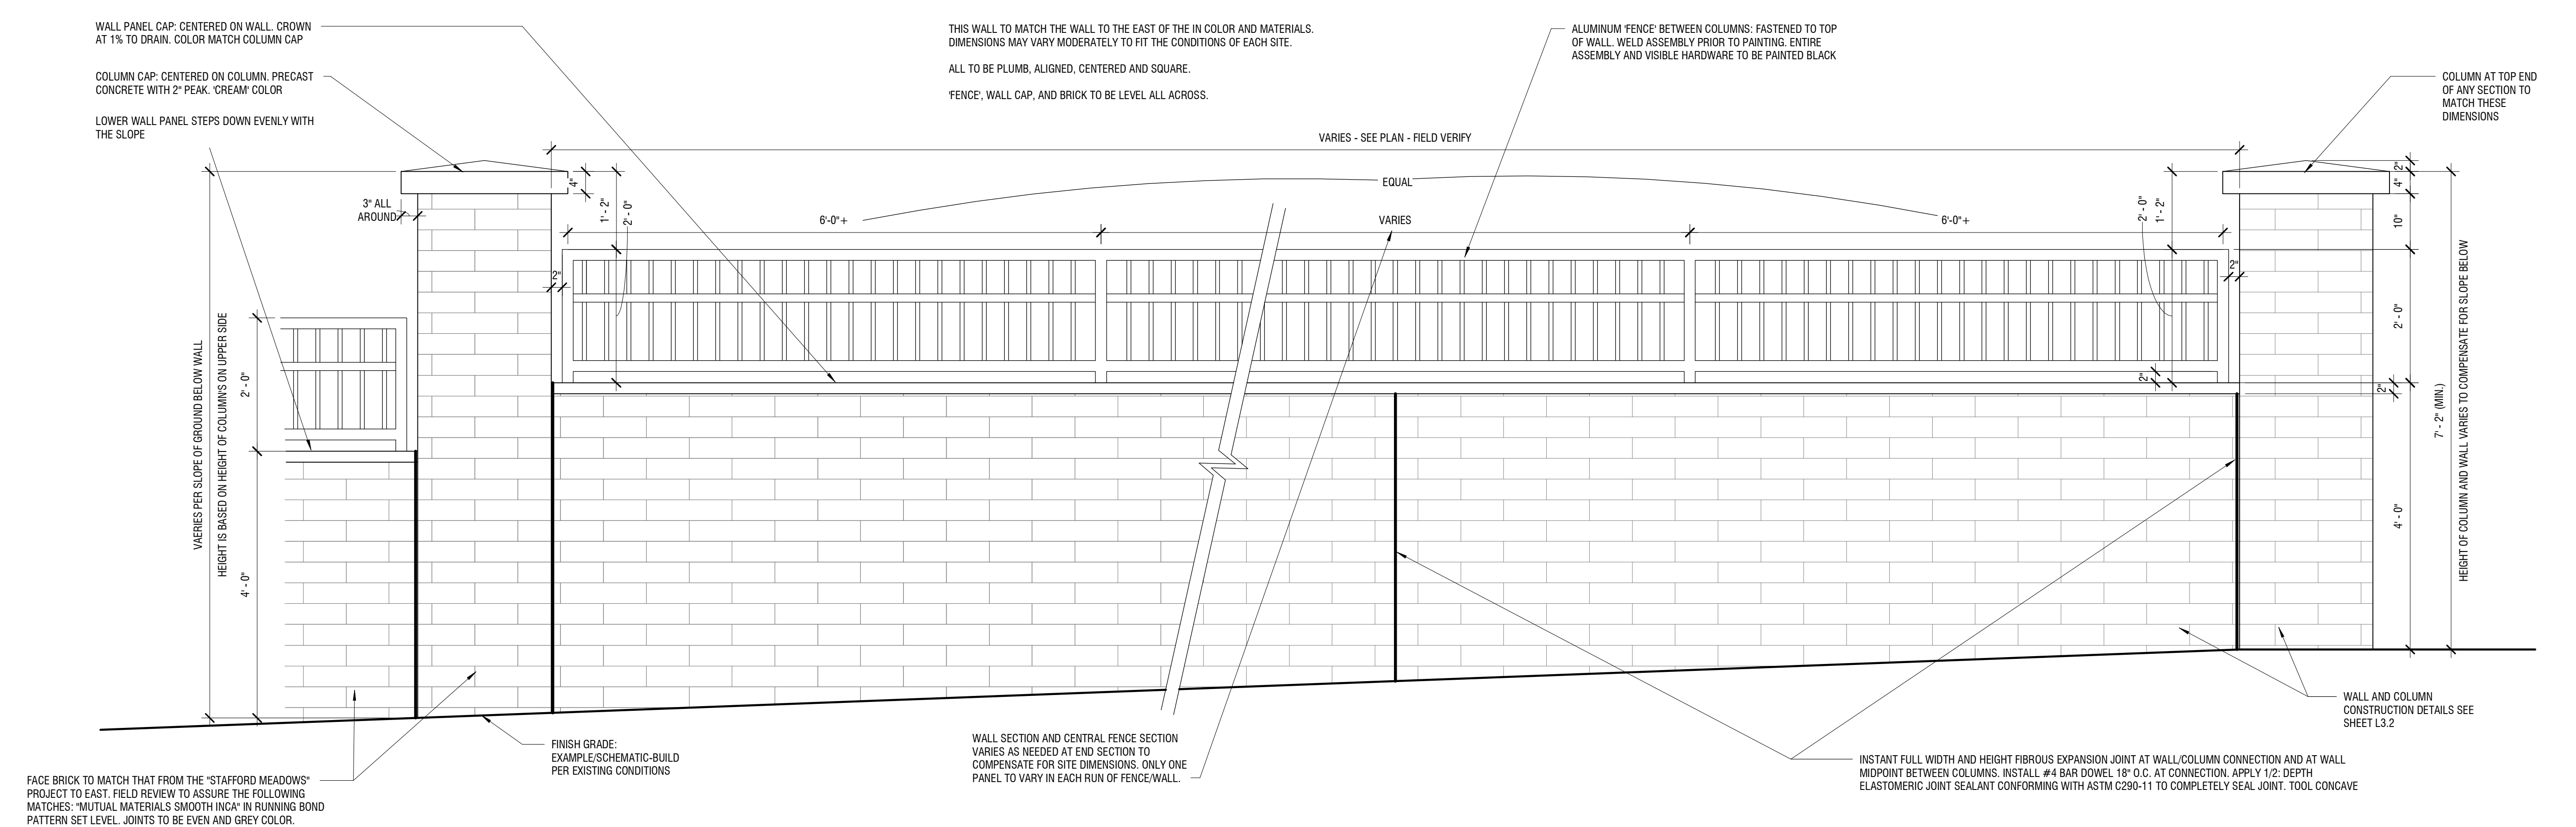 WALL PANEL CAP: CENTERED ON WALL. CROWN
AT 1% TO DRAIN. COLOR MATCH COLUMN CAP
COLUMN CAP: CENTERED ON COLUMN. PRECAST
CONCRETE WITH 2" PEAK. 'CREAM' COLOR
LOWER WALL PANEL STEPS DOWN EVENLY WITH
THE SLOPE
THIS WALL TO MATCH THE WALL TO THE EAST OF THE IN COLOR AND MATERIALS.
DIMENSIONS MAY VARY MODERATELY TO FIT THE CONDITIONS OF EACH SITE.
ALL TO BE PLUMB, ALIGNED, CENTERED AND SQUARE.
'FENCE', WALL CAP, AND BRICK TO BE LEVEL ALL ACROSS.
ALUMINUM 'FENCE' BETWEEN COLUMNS: FASTENED TO TOP
OF WALL. WELD ASSEMBLY PRIOR TO PAINTING. ENTIRE
ASSEMBLY AND VISIBLE HARDWARE TO BE PAINTED BLACK
COLUMN AT TOP END
OF ANY SECTION TO
MATCH THESE
DIMENSIONS
VARIES - SEE PLAN - FIELD VERIFY
EQUAL
6'-0"+
VARIES
6'-0"+
3" ALL
AROUND
4"
1' - 2"
2' - 0"
2"
2' - 0"
1' - 2"
2"
2"
2"
4"
10"
2' - 0"
2"
4' - 0"
7' - 2" (MIN.)
HEIGHT OF COLUMN AND WALL VARIES TO COMPENSATE FOR SLOPE BELOW
VAERIES PER SLOPE OF GROUND BELOW WALL
HEIGHT IS BASED ON HEIGHT OF COLUMN'S ON UPPER SIDE
2' - 0"
4' - 0"
FACE BRICK TO MATCH THAT FROM THE "STAFFORD MEADOWS"
PROJECT TO EAST. FIELD REVIEW TO ASSURE THE FOLLOWING
MATCHES: "MUTUAL MATERIALS SMOOTH INCA" IN RUNNING BOND
PATTERN SET LEVEL. JOINTS TO BE EVEN AND GREY COLOR.
FINISH GRADE:
EXAMPLE/SCHEMATIC-BUILD
PER EXISTING CONDITIONS
WALL SECTION AND CENTRAL FENCE SECTION
VARIES AS NEEDED AT END SECTION TO
COMPENSATE FOR SITE DIMENSIONS. ONLY ONE
PANEL TO VARY IN EACH RUN OF FENCE/WALL.
INSTANT FULL WIDTH AND HEIGHT FIBROUS EXPANSION JOINT AT WALL/COLUMN CONNECTION AND AT WALL
MIDPOINT BETWEEN COLUMNS. INSTALL #4 BAR DOWEL 18" O.C. AT CONNECTION. APPLY 1/2: DEPTH
ELASTOMERIC JOINT SEALANT CONFORMING WITH ASTM C290-11 TO COMPLETELY SEAL JOINT. TOOL CONCAVE
WALL AND COLUMN
CONSTRUCTION DETAILS SEE
SHEET L3.2